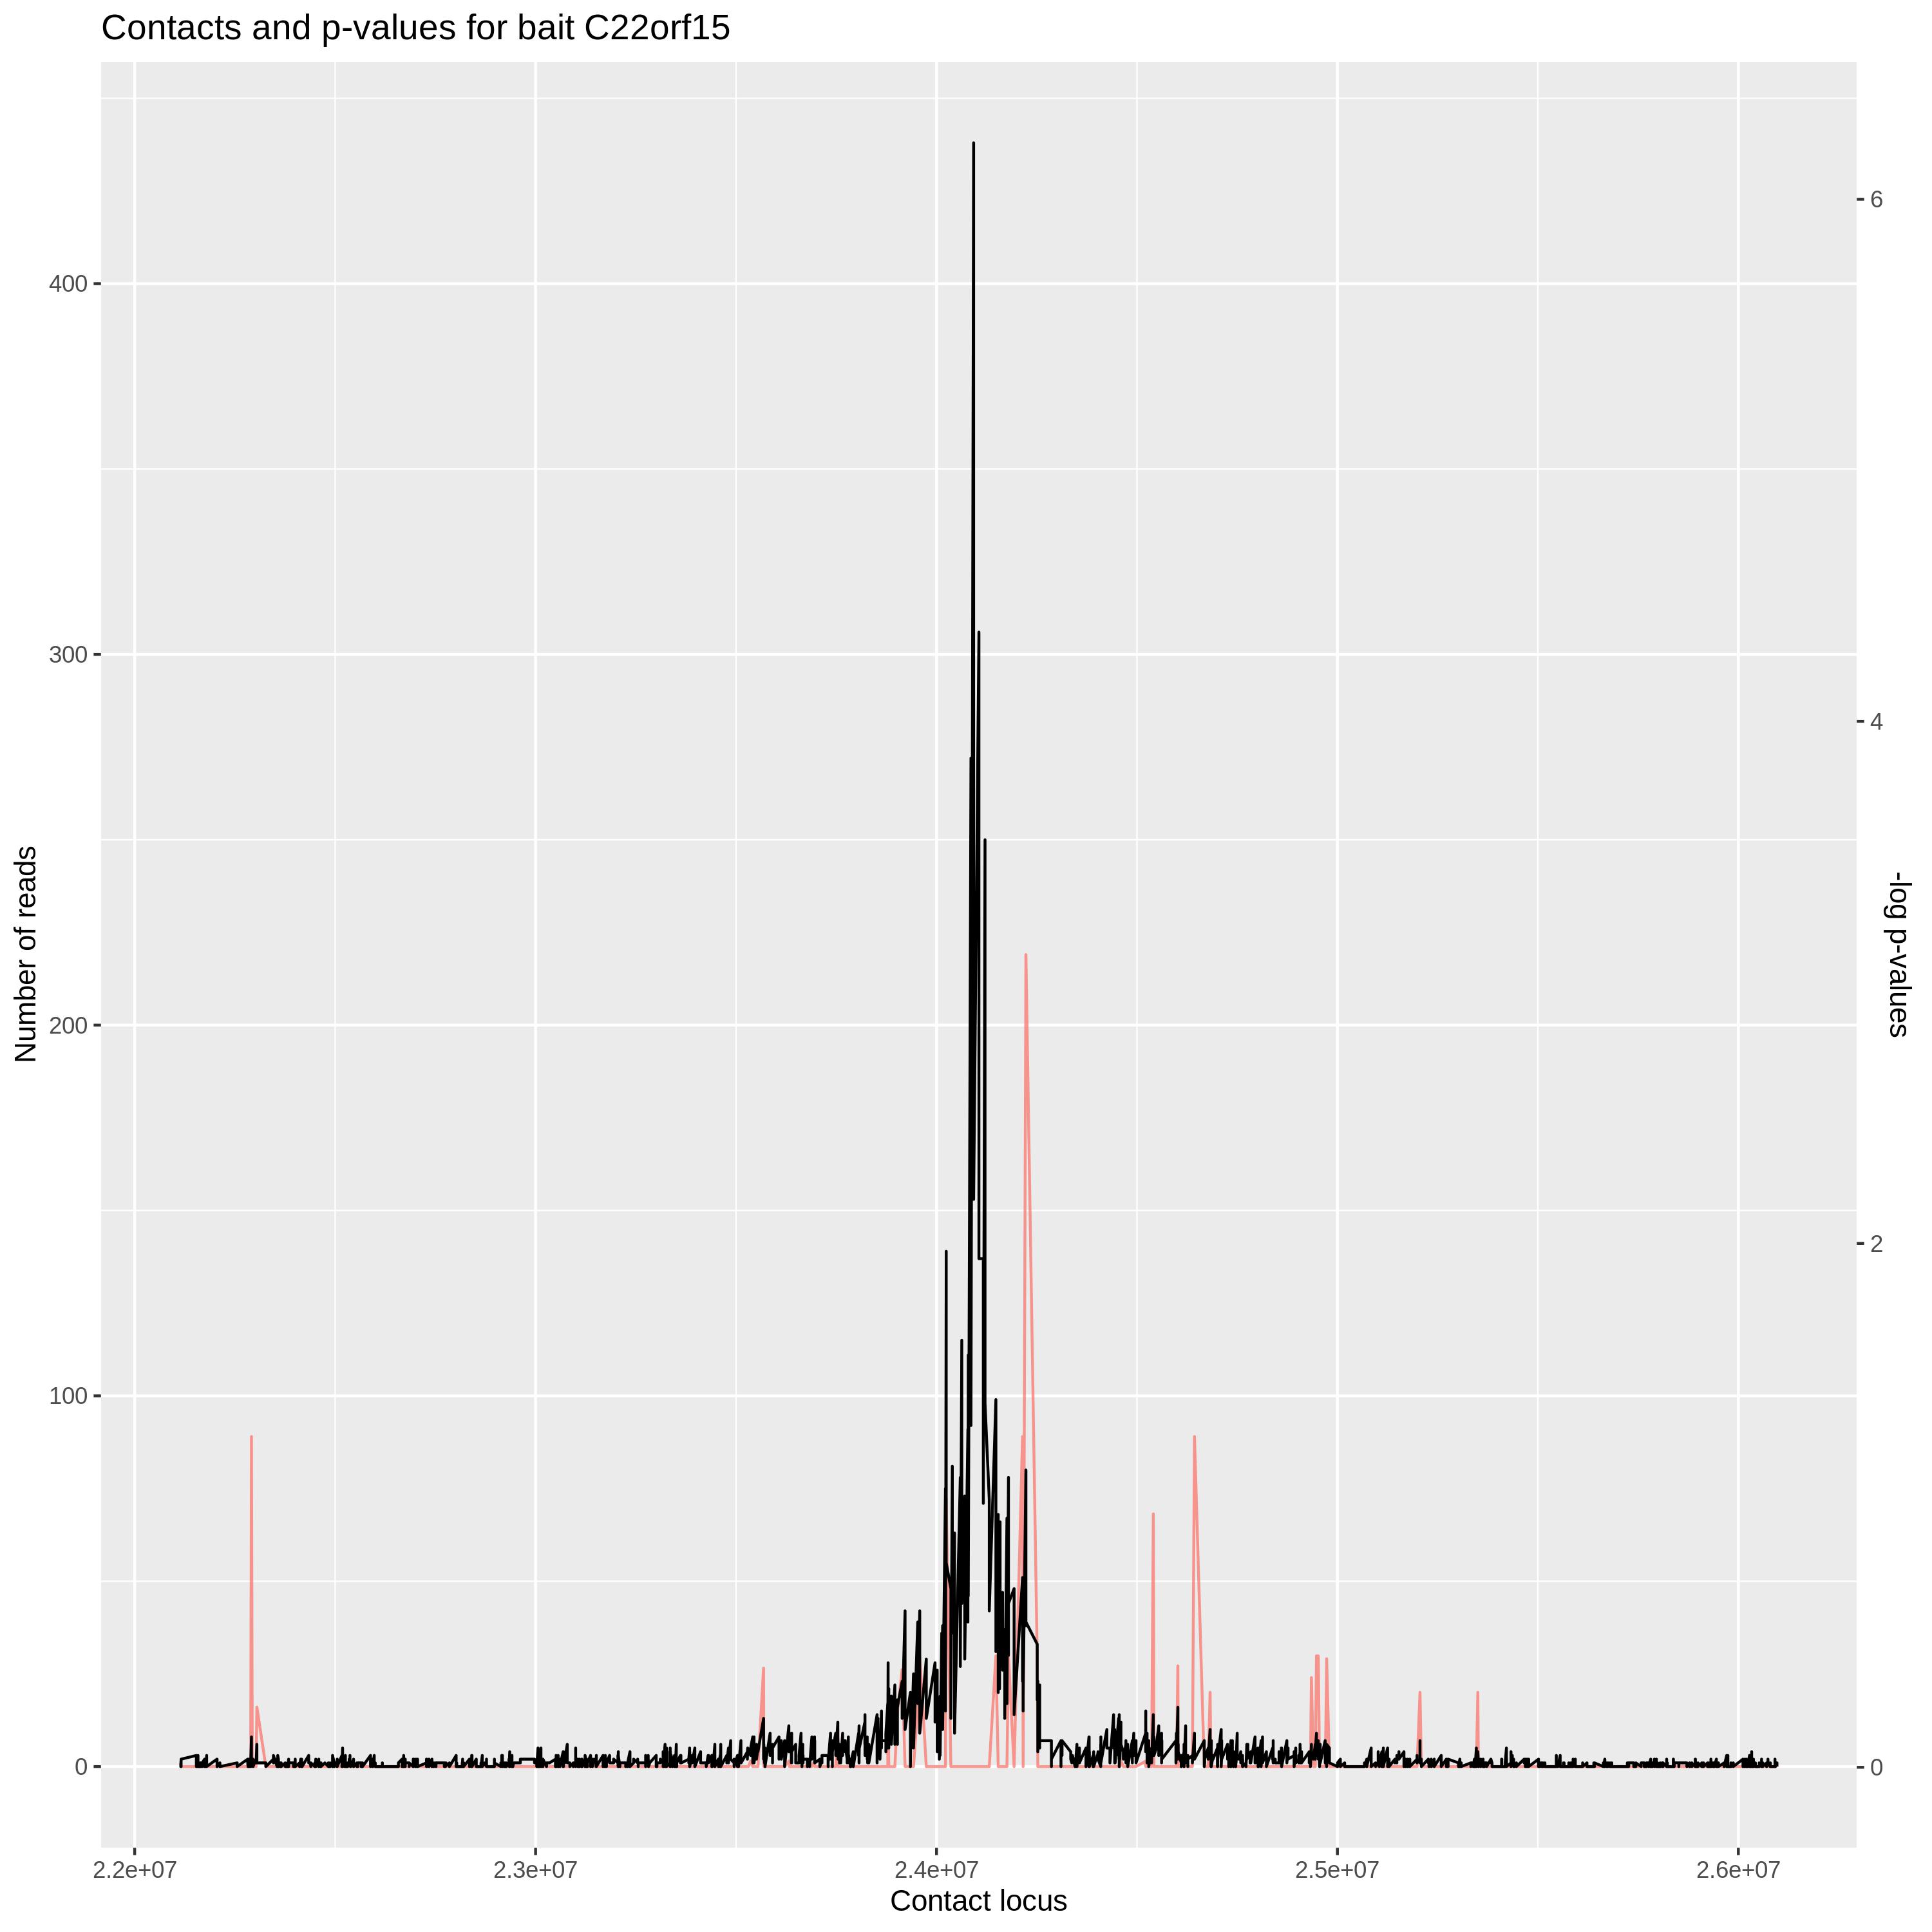 Contacts and p-values for bait C22orf15
Number of reads
400
300
200
100
0
6
4
2
0
-log p-values
2.2e+07
2.3e+07
2.4e+07
2.5e+07
2.6e+07
Contact locus